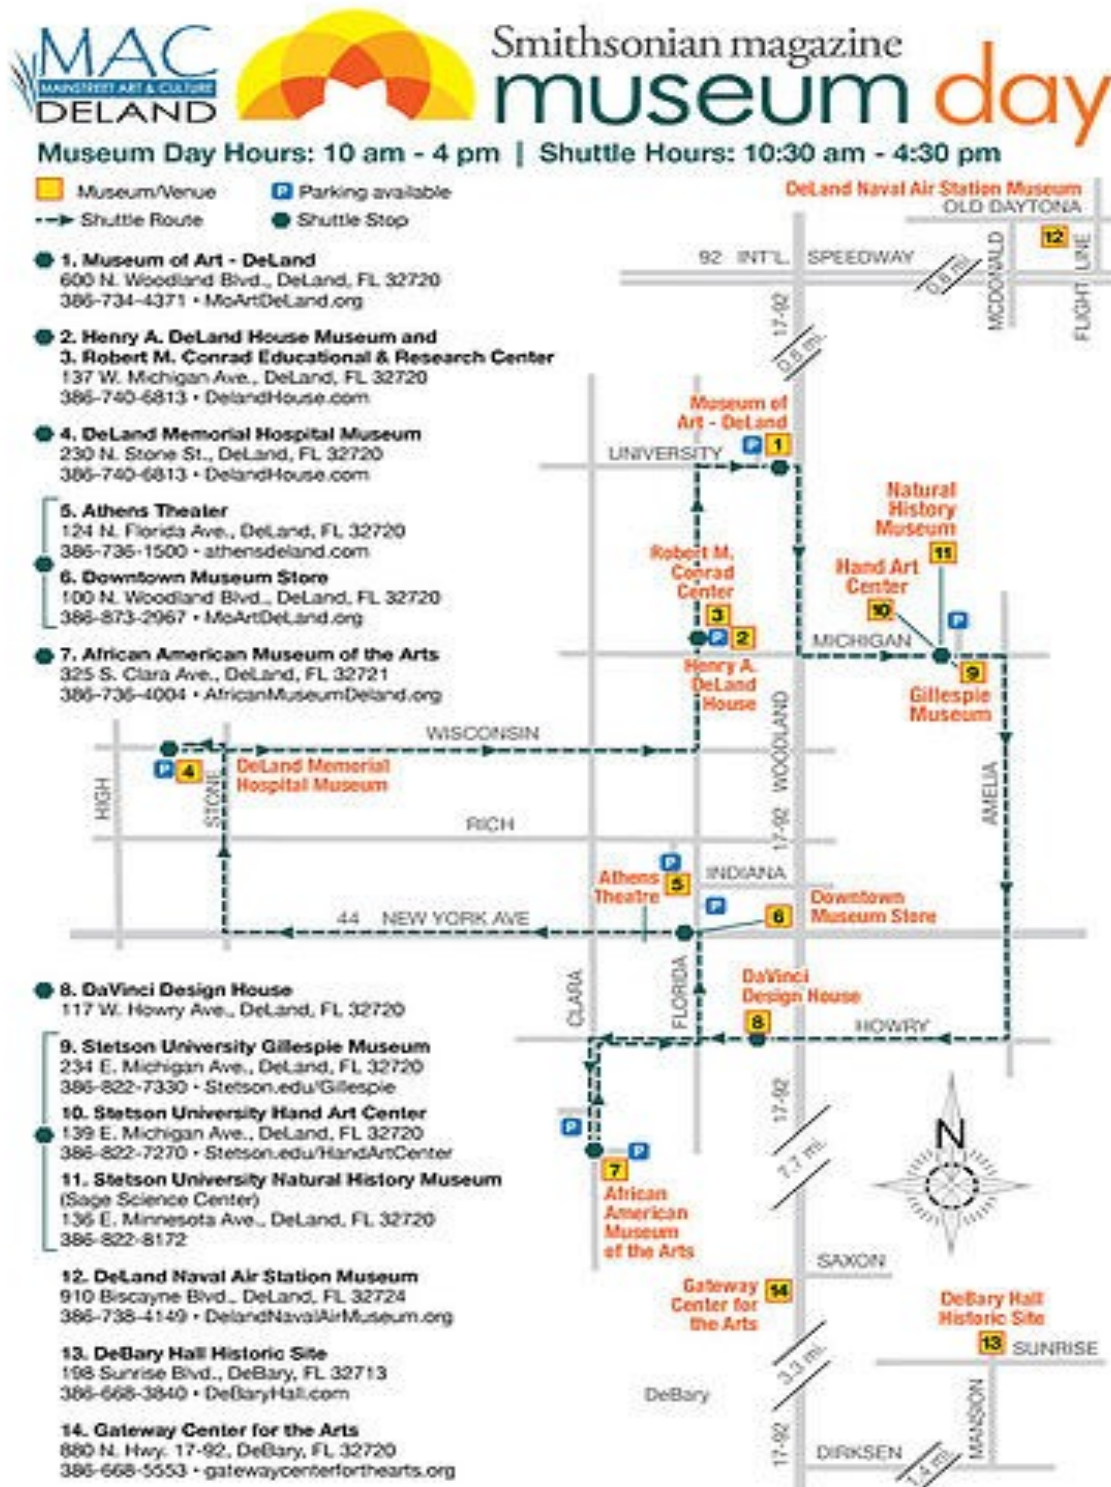 MAC
MAINSTREET ART & CULTURE
DELAND
Smithsonian magazine
museum day
Museum Day Hours: 10 am - 4 pm | Shuttle Hours: 10:30 am - 4:30 pm
Museum/Venue
P Parking available
Shuttle Route
Shuttle Stop
1. Museum of Art - DeLand
600 N. Woodland Blvd., DeLand, FL 32720
386-734-4371 • MoArtDeLand.org
2. Henry A. DeLand House Museum and
3. Robert M. Conrad Educational & Research Center
137 W. Michigan Ave., DeLand, FL 32720
386-740-6813 • DelandHouse.com
4. DeLand Memorial Hospital Museum
230 N. Stone St., DeLand, FL 32720
386-740-6813 • DelandHouse.com
5. Athens Theater
124 N. Florida Ave., DeLand, FL 32720
386-736-1500 • athensdeland.com
6. Downtown Museum Store
100 N. Woodland Blvd., DeLand, FL 32720
386-873-2967 • MoArtDeLand.org
7. African American Museum of the Arts
325 S. Clara Ave., DeLand, FL 32721
386-736-4004 • AfricanMuseumDeland.org
DeLand Naval Air Station Museum
OLD DAYTONA
12
92 INT'L. SPEEDWAY
0.6 mi.
MCDONALD
FLIGHT LINE
17-92
0.5 mi.
Museum of
Art - DeLand
P 1
UNIVERSITY
Natural
History
Museum
11
Hand Art
Center
10
P
Robert M.
Conrad
Center
3
P 2
MICHIGAN
9
Henry A.
DeLand
House
Gillespie
Museum
WISCONSIN
P 4
DeLand Memorial
Hospital Museum
HIGH
STONE
17-92 WOODLAND
AMELIA
RICH
P
INDIANA
Athens
Theatre
5
P
6
Downtown
Museum Store
44 NEW YORK AVE
CLARA
FLORIDA
DaVinci
Design House
8
HOWRY
17-92
7.7 mi.
N
P
P
7
African
American
Museum
of the Arts
SAXON
Gateway
Center for
the Arts
14
DeBary Hall
Historic Site
13
SUNRISE
3.3 mi.
DeBary
17-92
MANSION
DIRKSEN
1.4 mi.
8. DaVinci Design House
117 W. Howry Ave., DeLand, FL 32720
9. Stetson University Gillespie Museum
234 E. Michigan Ave., DeLand, FL 32720
386-822-7330 • Stetson.edu/Gillespie
10. Stetson University Hand Art Center
139 E. Michigan Ave., DeLand, FL 32720
386-822-7270 • Stetson.edu/HandArtCenter
11. Stetson University Natural History Museum
(Sage Science Center)
136 E. Minnesota Ave., DeLand, FL 32720
386-822-8172
12. DeLand Naval Air Station Museum
910 Biscayne Blvd., DeLand, FL 32724
386-738-4149 • DelandNavalAirMuseum.org
13. DeBary Hall Historic Site
198 Sunrise Blvd., DeBary, FL 32713
386-668-3840 • DeBaryHall.com
14. Gateway Center for the Arts
880 N. Hwy. 17-92, DeBary, FL 32720
386-668-5553 • gatewaycenterforthearts.org